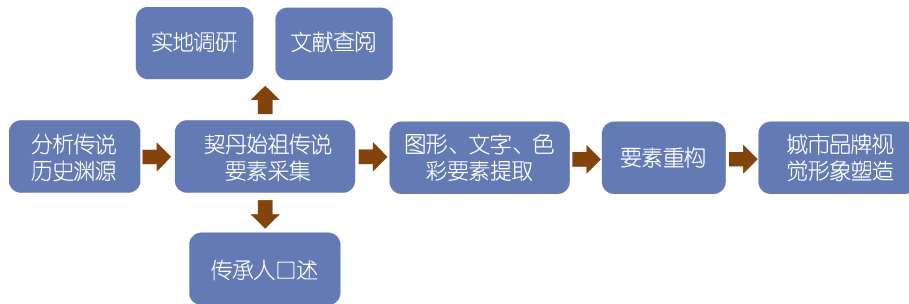 实地调研
文献查阅
分析传说
历史渊源
契丹始祖传说
要素采集
图形、文字、色
彩要素提取
要素重构
城市品牌视
觉形象塑造
传承人口述